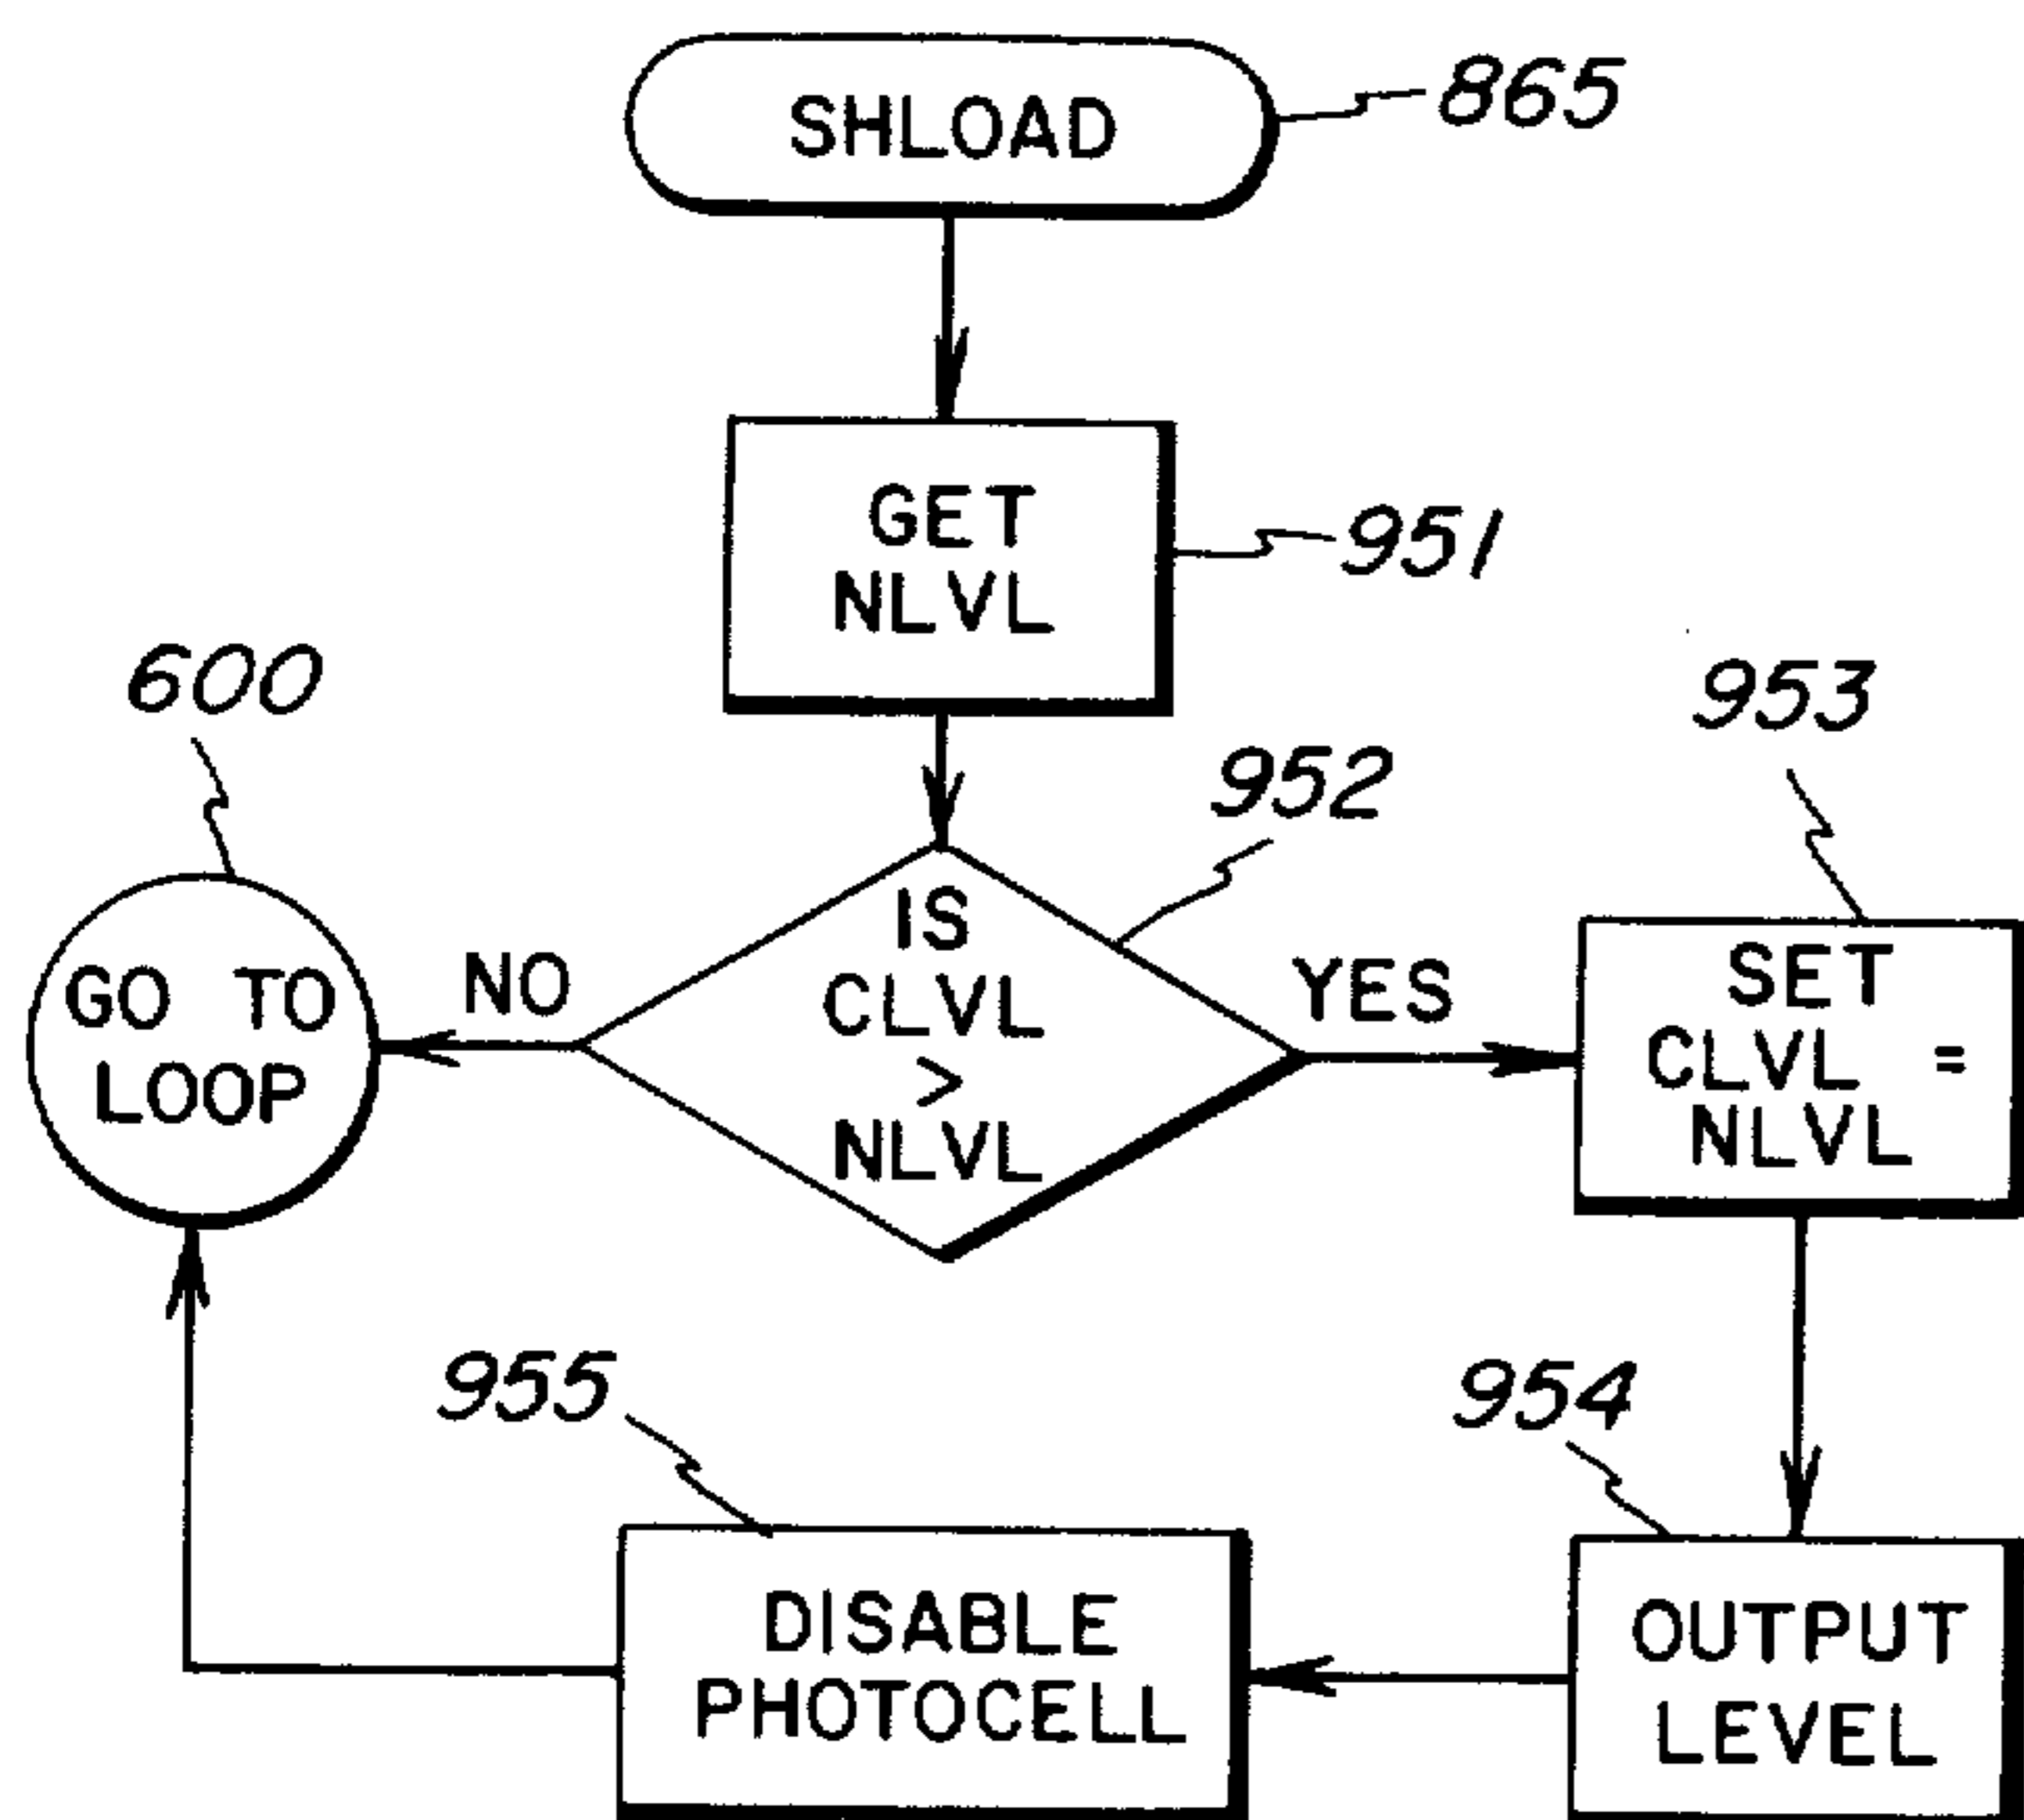 SHLOAD
865
GET
NLVL
951
600
952
953
GO TO
LOOP
NO
IS
CLVL
>
NLVL
YES
SET
CLVL =
NLVL
955
954
DISABLE
PHOTOCELL
OUTPUT
LEVEL